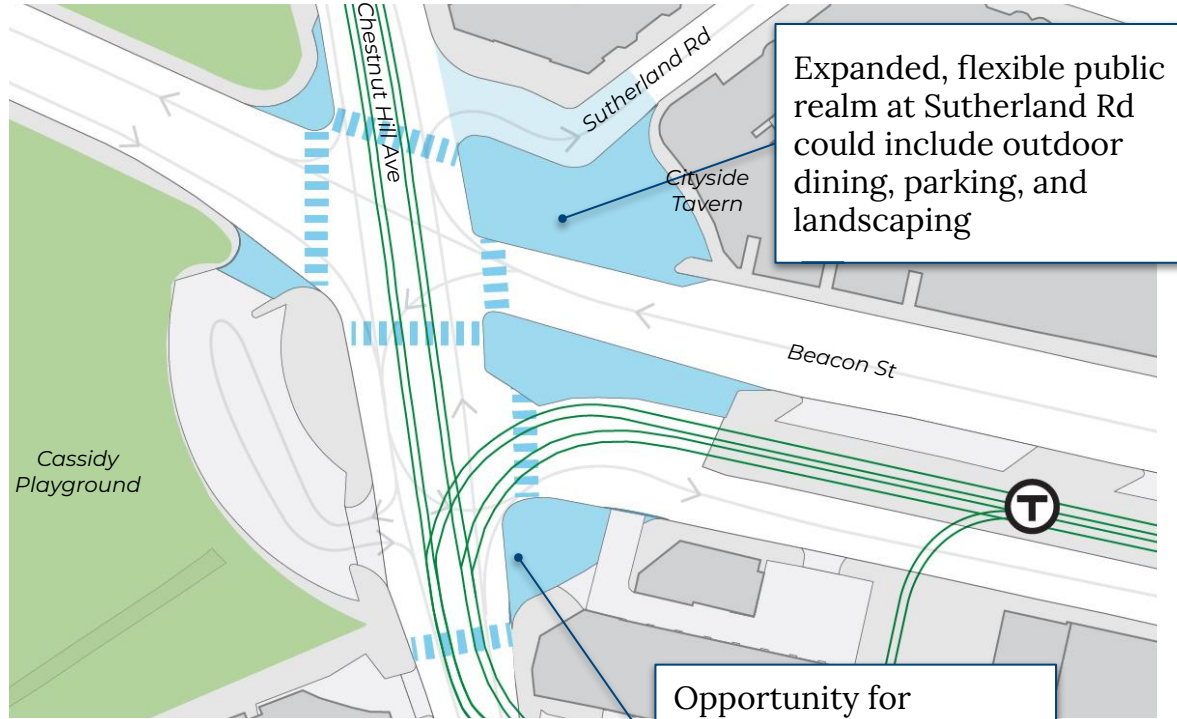 Chestnut Hill Ave
Sutherland Rd
Expanded, flexible public
realm at Sutherland Rd
could include outdoor
dining, parking, and
landscaping
Cityside
Tavern
Beacon St
Cassidy
Playground
T
Opportunity for